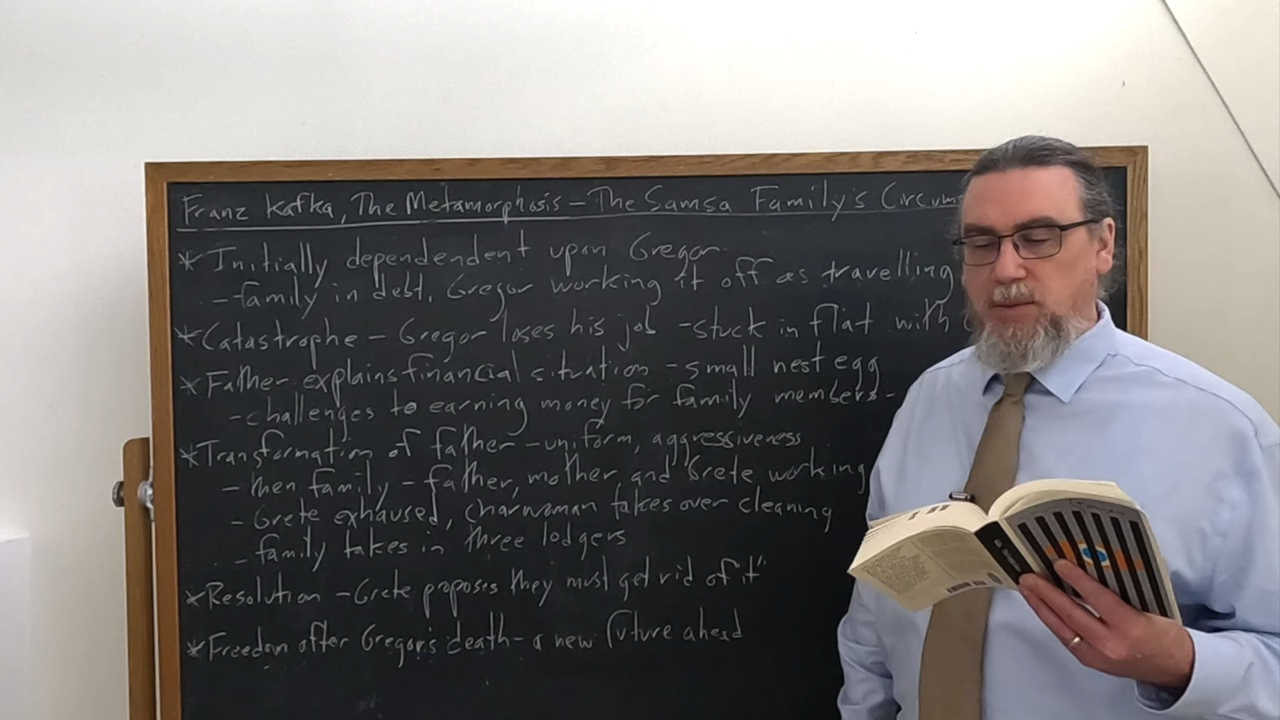 Franz Kafka, The Metamorphosis – The Samsa Family's Circums
* Initially dependendent upon Gregor
- family in debt, Gregor working it off as travelling
* Catastrophe – Gregor loses his job - stuck in flat with
* Father explains financial situation - small nest egg
- challenges to earning money for family members -
* Transformation of father - uniform, aggressiveness
- then family - father, mother, and Grete working
- Grete exhaused, charwoman takes over cleaning
- family takes in three lodgers
* Resolution - Grete proposes they must get rid of "it"
* Freedom after Gregor's death - a new future ahead